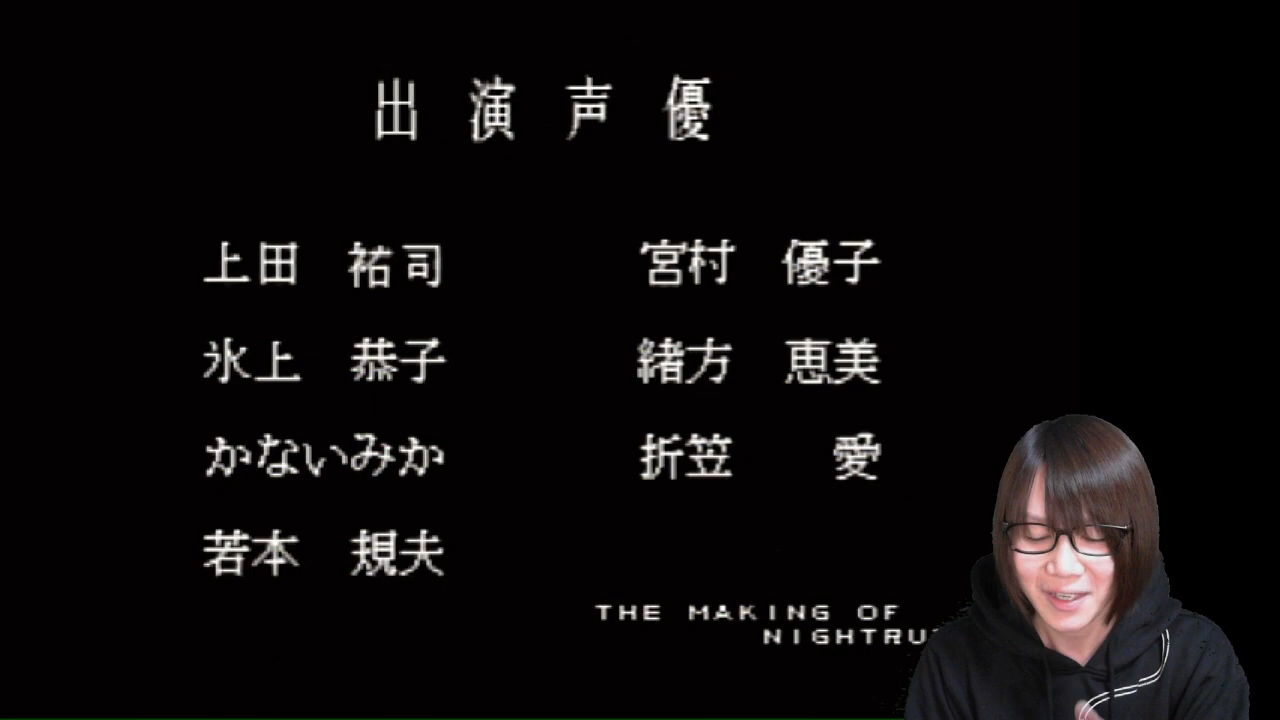 出演声優
上田 祐司 宮村 優子
氷上 恭子 緒方 恵美
かないみか 折笠 愛
若本 規夫
THE MAKING OF
NIGHTRU